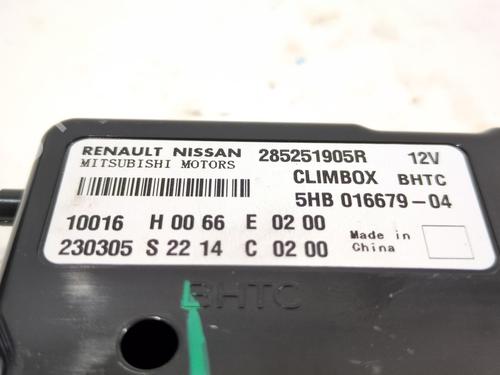 RENAULT NISSAN 285251905R 12V
MITSUBISHI MOTORS CLIMBOX BHTC
5HB 016679-04
10016 H 00 66 E 02 00
230305 S 22 14 C 02 00
Made in
China
BHTC